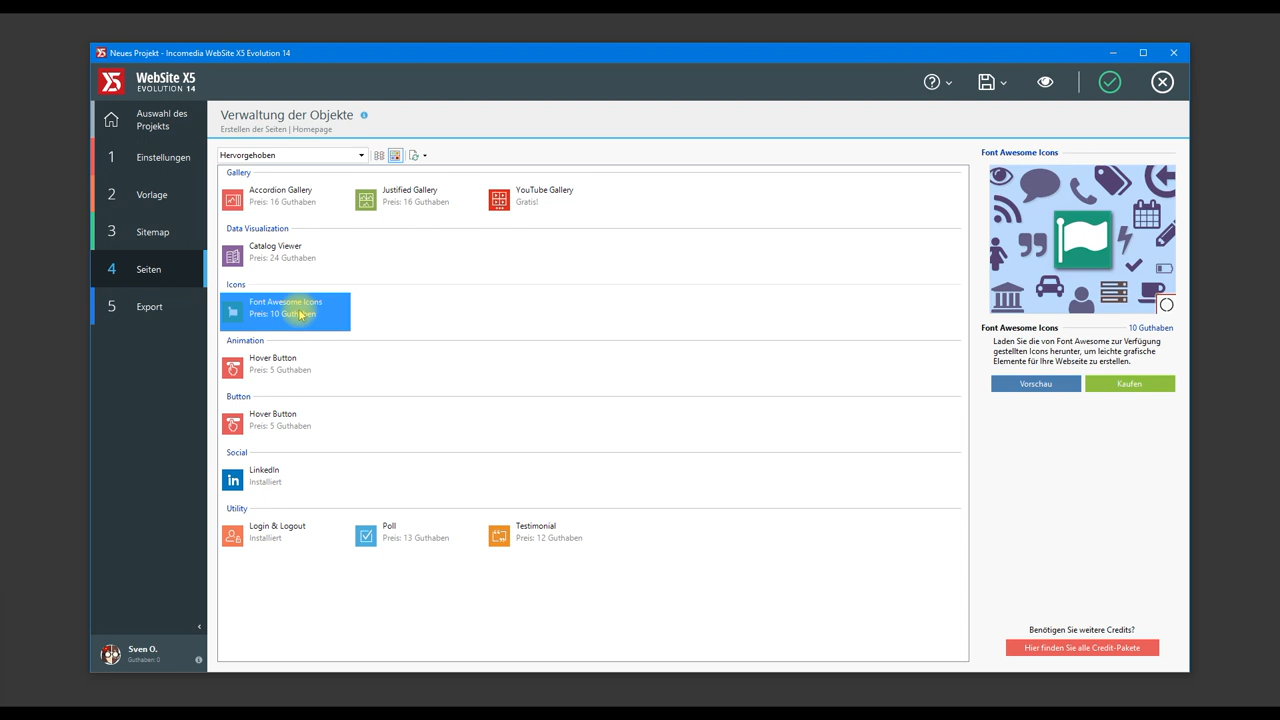 Neues Projekt - Incomedia WebSite X5 Evolution 14
X5
WebSite X5
EVOLUTION 14
Auswahl des
Projekts
1 Einstellungen
2 Vorlage
3 Sitemap
4 Seiten
5 Export
Sven O.
Guthaben: 0
Verwaltung der Objekte
Erstellen der Seiten | Homepage
Hervorgehoben
Gallery
Accordion Gallery
Preis: 16 Guthaben
Justified Gallery
Preis: 16 Guthaben
YouTube Gallery
Gratis!
Data Visualization
Catalog Viewer
Preis: 24 Guthaben
Icons
Font Awesome Icons
Preis: 10 Guthaben
Animation
Hover Button
Preis: 5 Guthaben
Button
Hover Button
Preis: 5 Guthaben
Social
in
LinkedIn
Installiert
Utility
Login & Logout
Installiert
Poll
Preis: 13 Guthaben
Testimonial
Preis: 12 Guthaben
Font Awesome Icons
Font Awesome Icons 10 Guthaben
Laden Sie die von Font Awesome zur Verfügung
gestellten Icons herunter, um leichte grafische
Elemente für Ihre Webseite zu erstellen.
Vorschau
Kaufen
Benötigen Sie weitere Credits?
Hier finden Sie alle Credit-Pakete